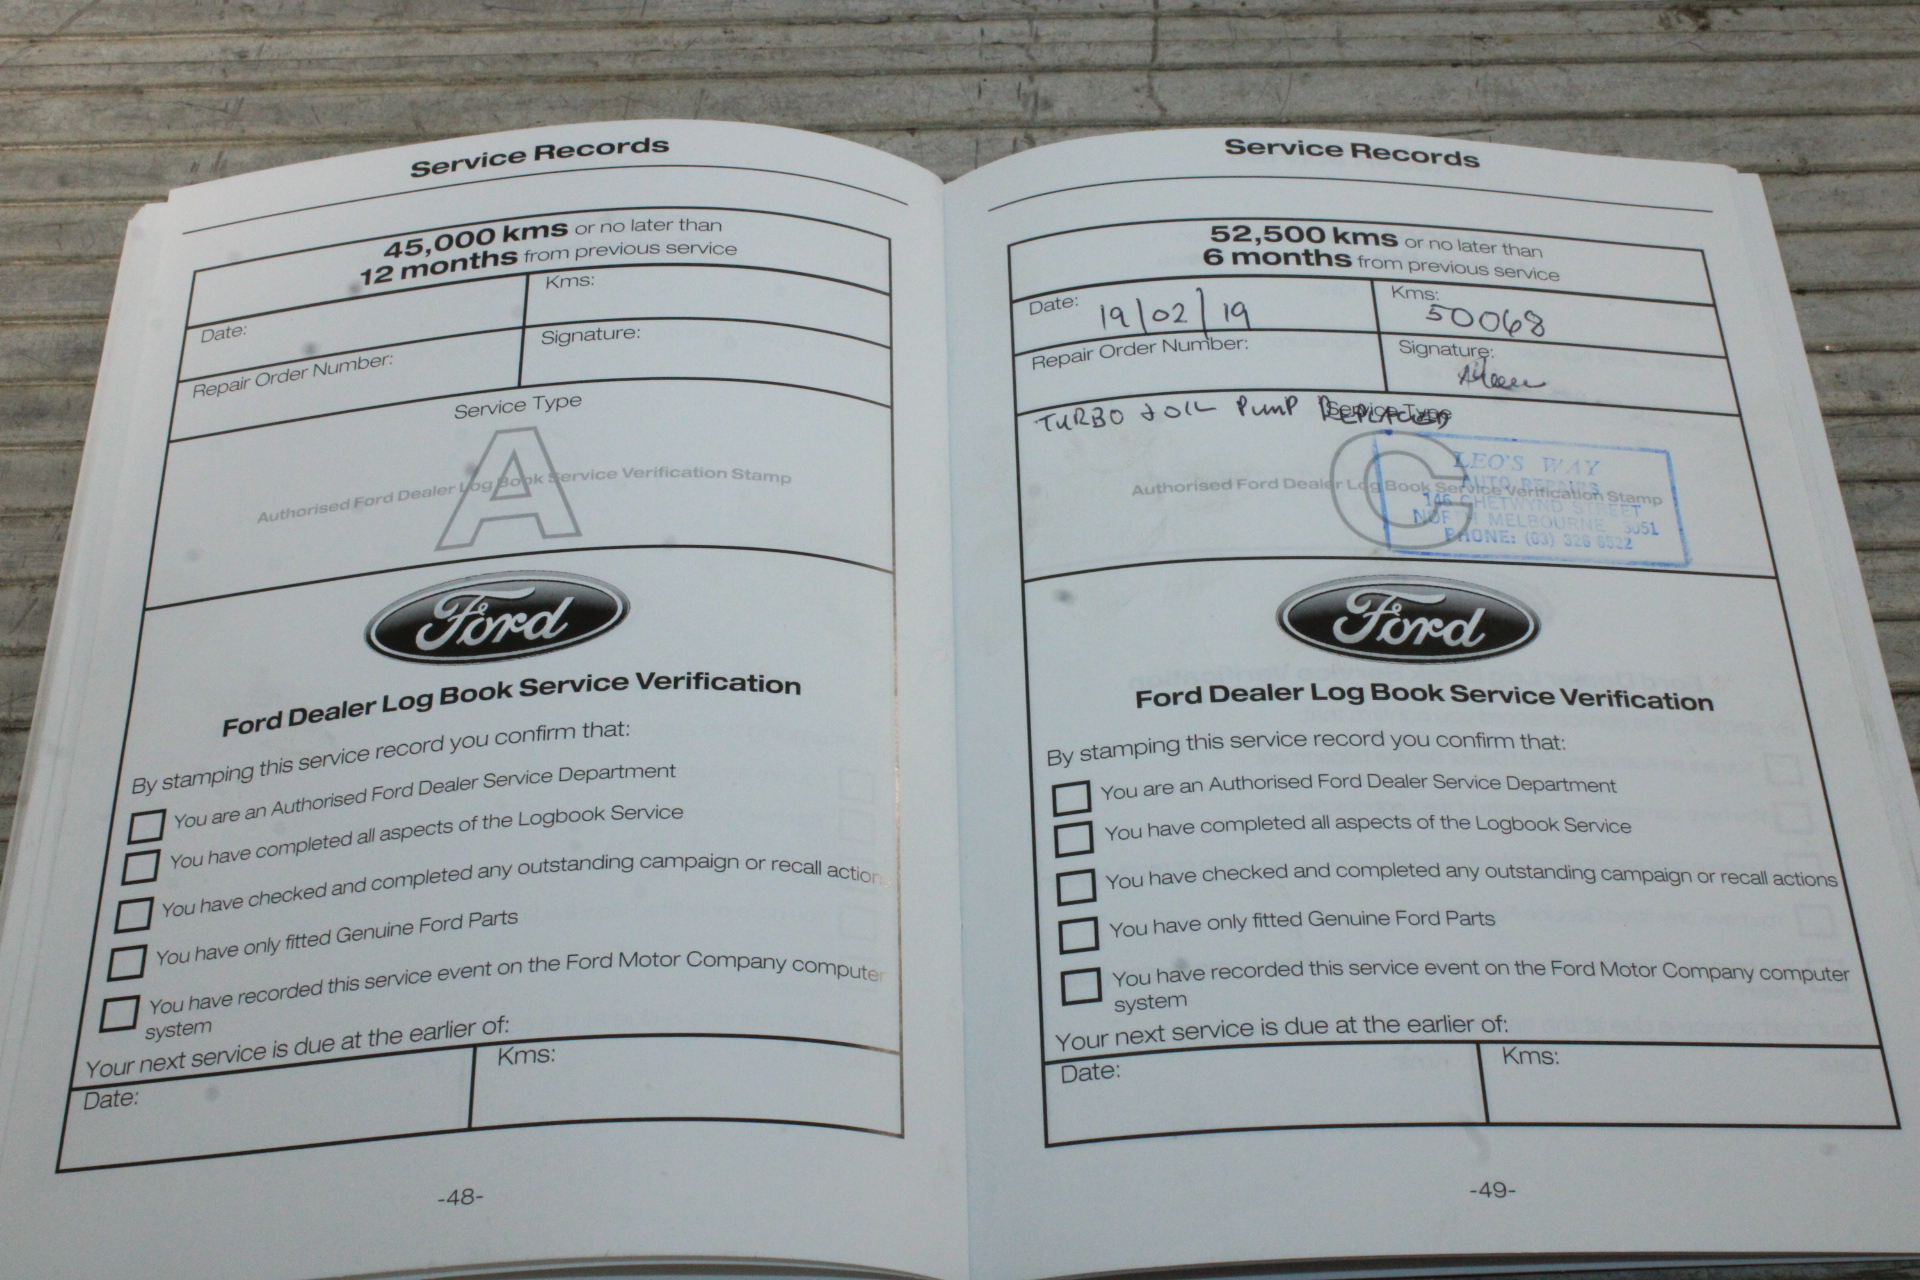 Service Records
45,000 kms or no later than
12 months from previous service
Date:
Kms:
Repair Order Number:
Signature:
Service Type
A
Authorised Ford Dealer Log Book Service Verification Stamp
Ford
Ford Dealer Log Book Service Verification
By stamping this service record you confirm that:
You are an Authorised Ford Dealer Service Department
You have completed all aspects of the Logbook Service
You have checked and completed any outstanding campaign or recall action
You have only fitted Genuine Ford Parts
You have recorded this service event on the Ford Motor Company computer
system
Your next service is due at the earlier of:
Date:
Kms:
-48-
Service Records
52,500 kms or no later than
6 months from previous service
Date: 19/02/19
Kms: 50068
Repair Order Number:
Signature:
Service Type
TURBO & OIL PUMP REPLACED
C
Authorised Ford Dealer Log Book Service Verification Stamp
LEO'S WAY
AUTO REPAIRS
146 CHETWYND STREET
NORTH MELBOURNE 3051
PHONE: (03) 326 6522
Ford
Ford Dealer Log Book Service Verification
By stamping this service record you confirm that:
You are an Authorised Ford Dealer Service Department
You have completed all aspects of the Logbook Service
You have checked and completed any outstanding campaign or recall actions
You have only fitted Genuine Ford Parts
You have recorded this service event on the Ford Motor Company computer
system
Your next service is due at the earlier of:
Date:
Kms:
-49-